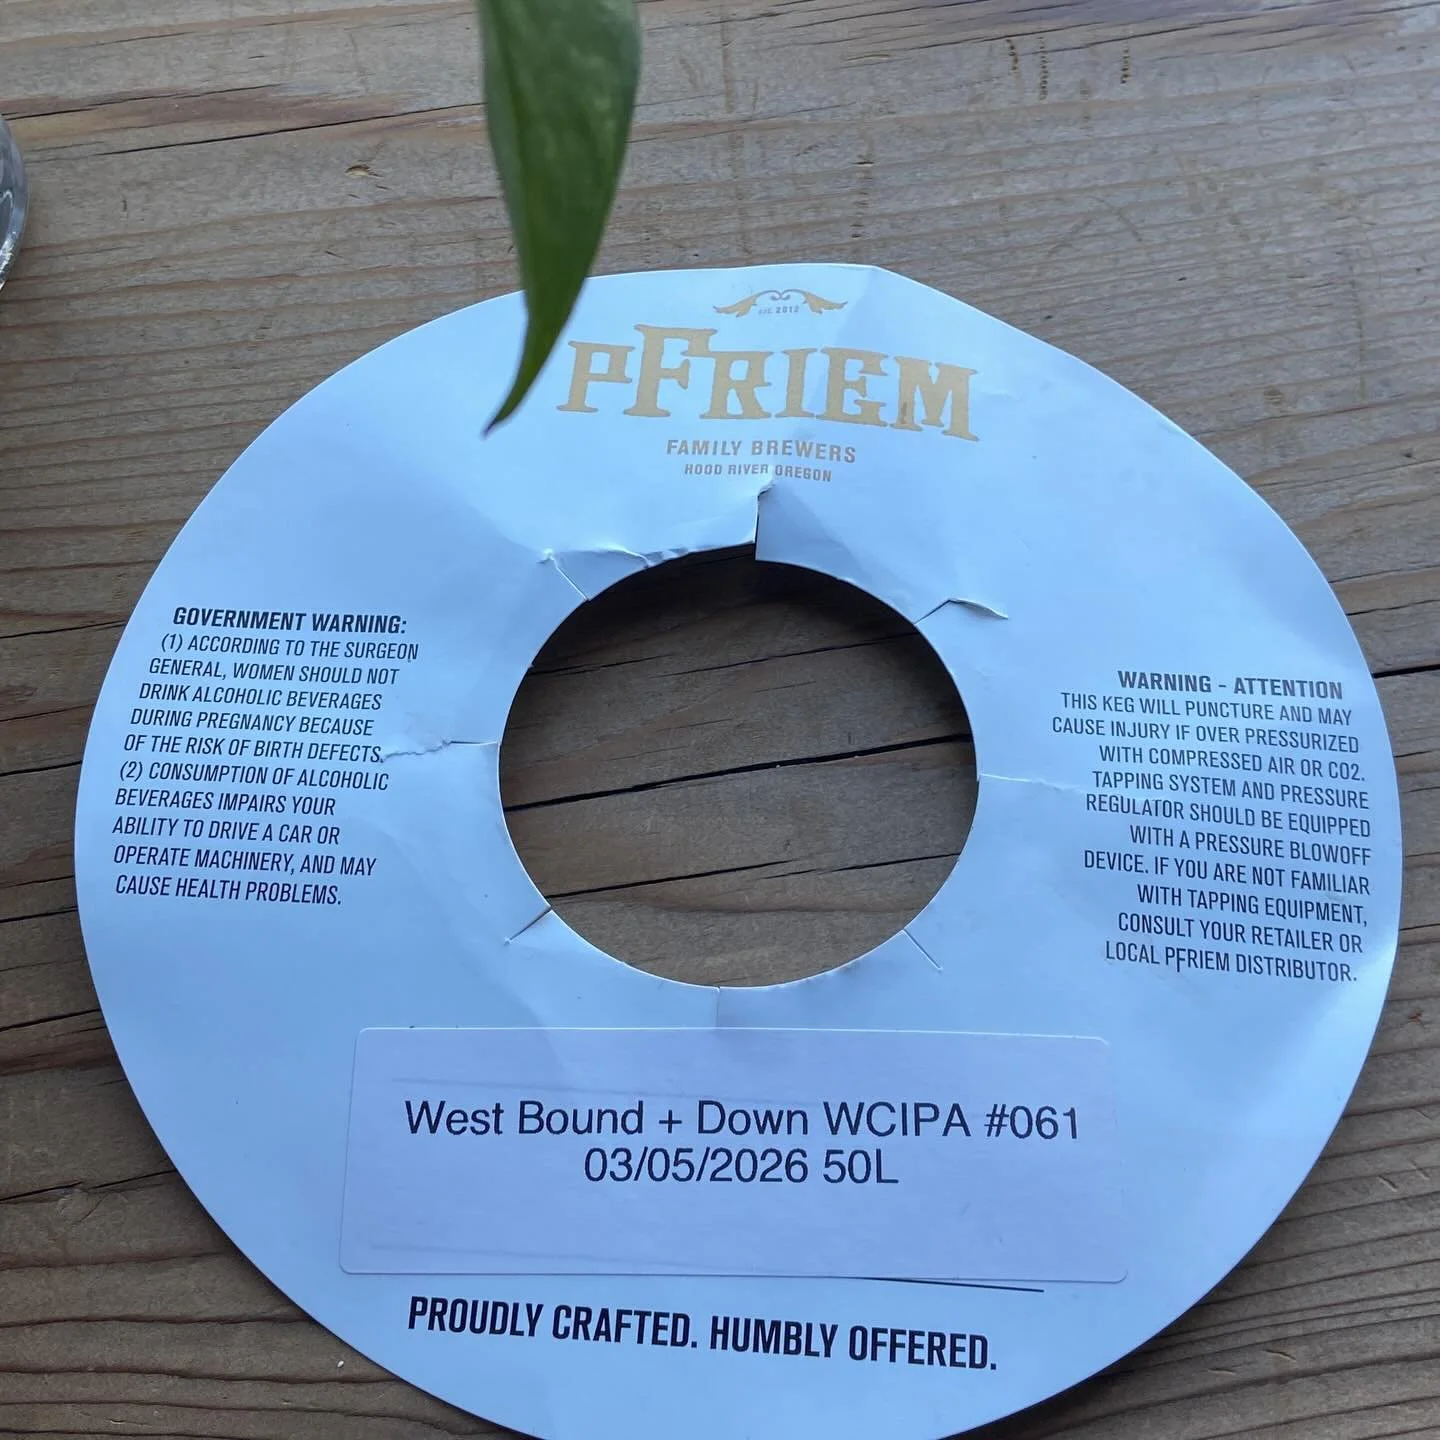 EST. 2012
PFRIEM
FAMILY BREWERS
HOOD RIVER OREGON
GOVERNMENT WARNING:
(1) ACCORDING TO THE SURGEON
GENERAL, WOMEN SHOULD NOT
DRINK ALCOHOLIC BEVERAGES
DURING PREGNANCY BECAUSE
OF THE RISK OF BIRTH DEFECTS.
(2) CONSUMPTION OF ALCOHOLIC
BEVERAGES IMPAIRS YOUR
ABILITY TO DRIVE A CAR OR
OPERATE MACHINERY, AND MAY
CAUSE HEALTH PROBLEMS.
WARNING - ATTENTION
THIS KEG WILL PUNCTURE AND MAY
CAUSE INJURY IF OVER PRESSURIZED
WITH COMPRESSED AIR OR CO2.
TAPPING SYSTEM AND PRESSURE
REGULATOR SHOULD BE EQUIPPED
WITH A PRESSURE BLOWOFF
DEVICE. IF YOU ARE NOT FAMILIAR
WITH TAPPING EQUIPMENT,
CONSULT YOUR RETAILER OR
LOCAL PFRIEM DISTRIBUTOR.
West Bound + Down WCIPA #061
03/05/2026 50L
PROUDLY CRAFTED. HUMBLY OFFERED.